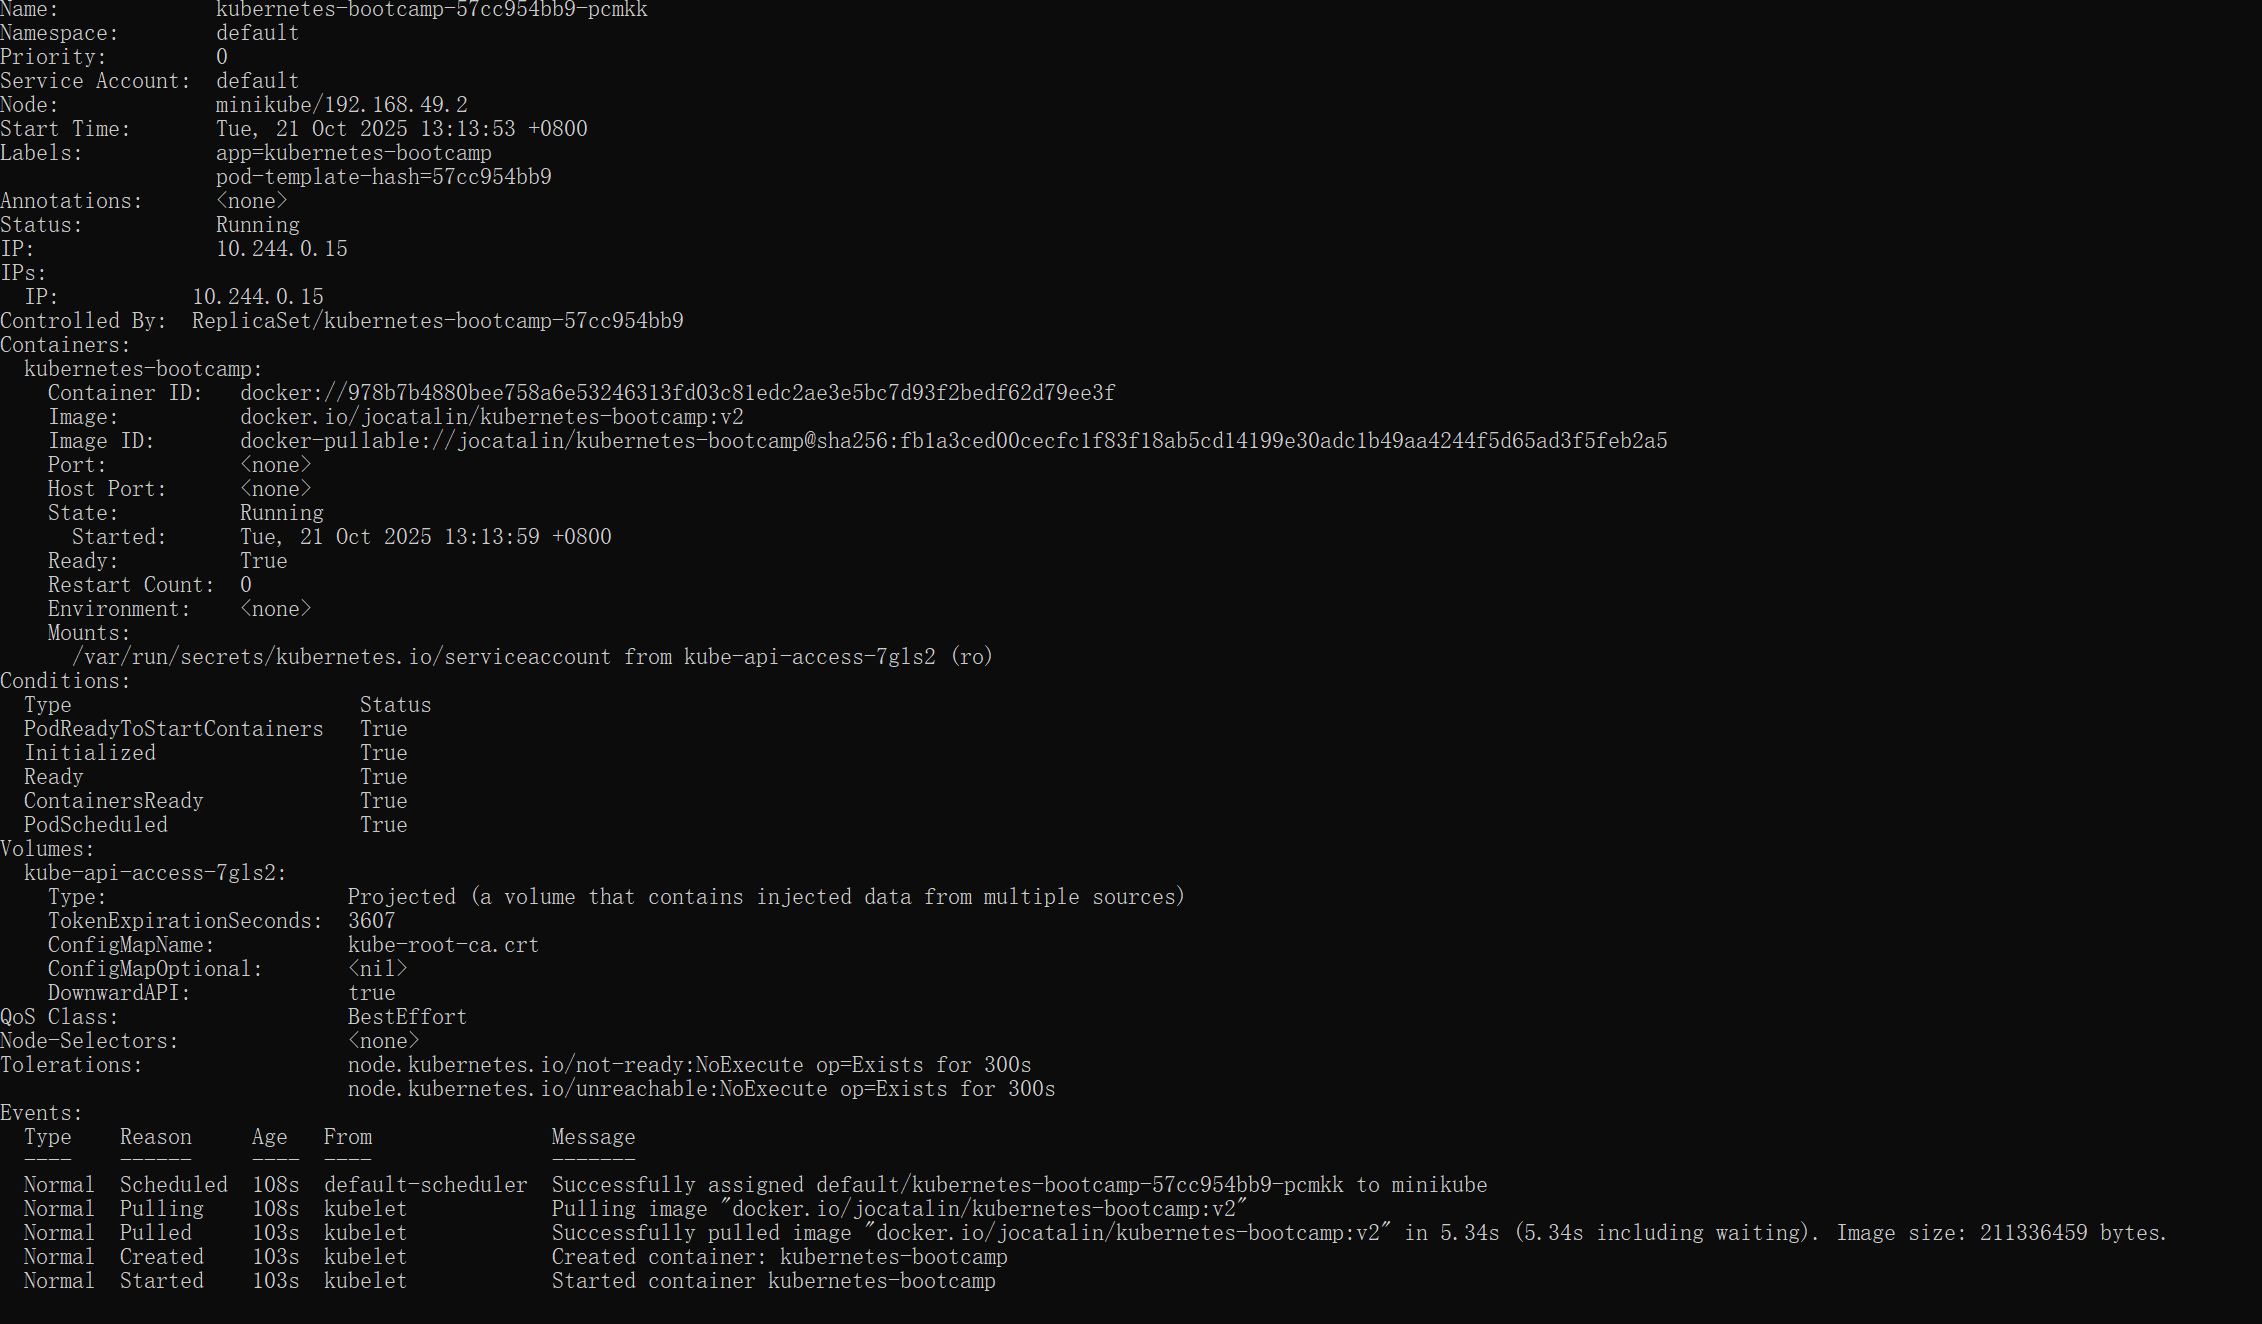 Name:             kubernetes-bootcamp-57cc954bb9-pcmkk
Namespace:        default
Priority:         0
Service Account:  default
Node:             minikube/192.168.49.2
Start Time:       Tue, 21 Oct 2025 13:13:53 +0800
Labels:           app=kubernetes-bootcamp
                  pod-template-hash=57cc954bb9
Annotations:      <none>
Status:           Running
IP:               10.244.0.15
IPs:
  IP:           10.244.0.15
Controlled By:  ReplicaSet/kubernetes-bootcamp-57cc954bb9
Containers:
  kubernetes-bootcamp:
    Container ID:   docker://978b7b4880bee758a6e53246313fd03c81edc2ae3e5bc7d93f2bedf62d79ee3f
    Image:          docker.io/jocatalin/kubernetes-bootcamp:v2
    Image ID:       docker-pullable://jocatalin/kubernetes-bootcamp@sha256:fb1a3ced00cecfc1f83f18ab5cd14199e30adc1b49aa4244f5d65ad3f5feb2a5
    Port:           <none>
    Host Port:      <none>
    State:          Running
      Started:      Tue, 21 Oct 2025 13:13:59 +0800
    Ready:          True
    Restart Count:  0
    Environment:    <none>
    Mounts:
      /var/run/secrets/kubernetes.io/serviceaccount from kube-api-access-7gls2 (ro)
Conditions:
  Type                        Status
  PodReadyToStartContainers   True
  Initialized                 True
  Ready                       True
  ContainersReady             True
  PodScheduled                True
Volumes:
  kube-api-access-7gls2:
    Type:                    Projected (a volume that contains injected data from multiple sources)
    TokenExpirationSeconds:  3607
    ConfigMapName:           kube-root-ca.crt
    ConfigMapOptional:       <nil>
    DownwardAPI:             true
QoS Class:                   BestEffort
Node-Selectors:              <none>
Tolerations:                 node.kubernetes.io/not-ready:NoExecute op=Exists for 300s
                             node.kubernetes.io/unreachable:NoExecute op=Exists for 300s
Events:
  Type    Reason     Age   From               Message
  ----    ------     ----  ----               -------
  Normal  Scheduled  108s  default-scheduler  Successfully assigned default/kubernetes-bootcamp-57cc954bb9-pcmkk to minikube
  Normal  Pulling    108s  kubelet            Pulling image "docker.io/jocatalin/kubernetes-bootcamp:v2"
  Normal  Pulled     103s  kubelet            Successfully pulled image "docker.io/jocatalin/kubernetes-bootcamp:v2" in 5.34s (5.34s including waiting). Image size: 211336459 bytes.
  Normal  Created    103s  kubelet            Created container: kubernetes-bootcamp
  Normal  Started    103s  kubelet            Started container kubernetes-bootcamp